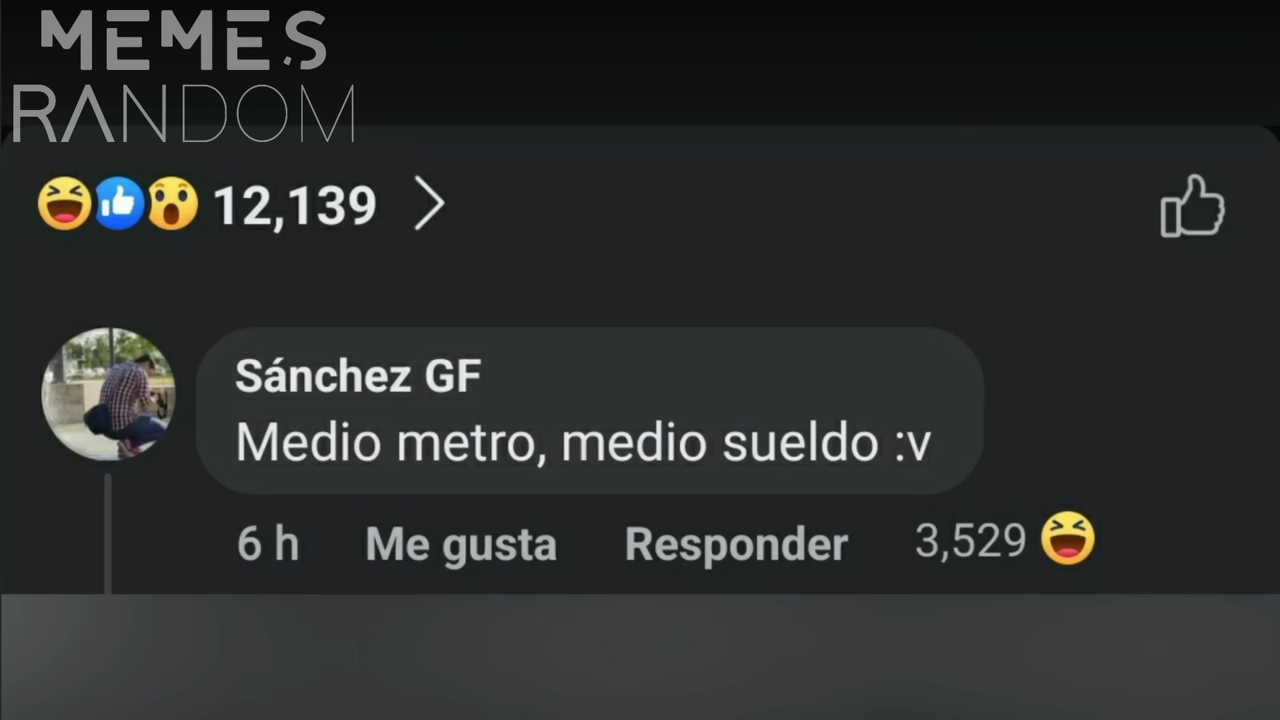 MEMES
RANDOM
12,139
Sánchez GF
Medio metro, medio sueldo :v
6 h Me gusta Responder 3,529